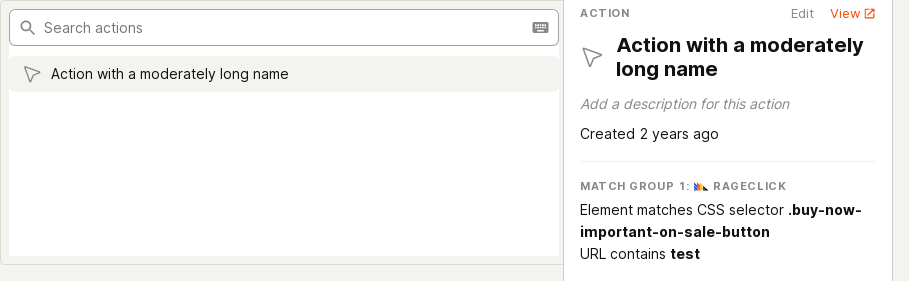 Search actions
Action with a moderately long name
ACTION
Edit
View
Action with a moderately
long name
Add a description for this action
Created 2 years ago
MATCH GROUP 1: RAGECLICK
Element matches CSS selector .buy-now-
important-on-sale-button
URL contains test